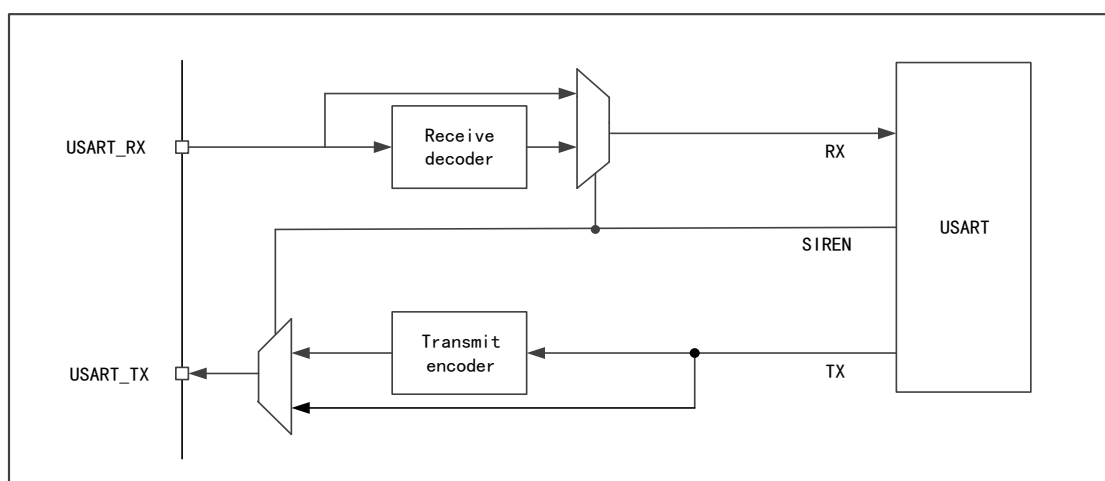 USART_RX
Receive
decoder
RX
USART
SIREN
USART_TX
Transmit
encoder
TX